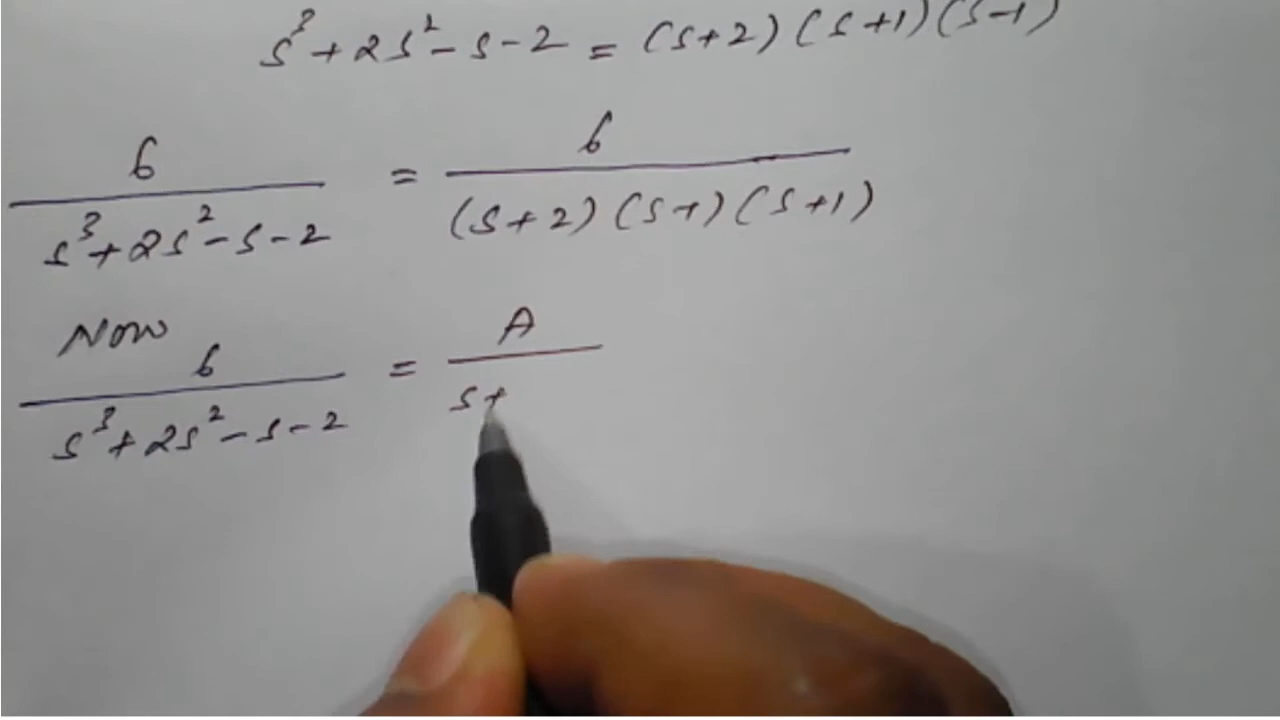 s³+2s²-s-2 = (s+2)(s+1)(s-1)
6 / s³+2s²-s-2 = 6 / (s+2)(s-1)(s+1)
Now
6 / s³+2s²-s-2 = A / s+